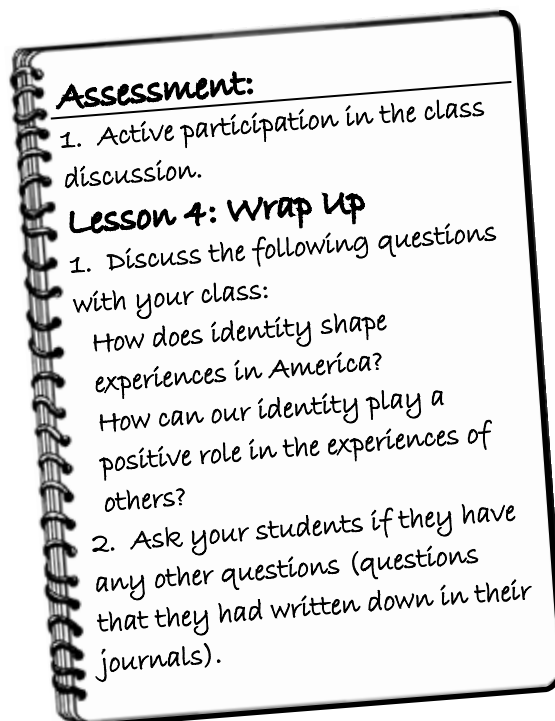 Assessment:
1. Active participation in the class
discussion.
Lesson 4: Wrap Up
1. Discuss the following questions
with your class:
How does identity shape
experiences in America?
How can our identity play a
positive role in the experiences of
others?
2. Ask your students if they have
any other questions (questions
that they had written down in their
journals).